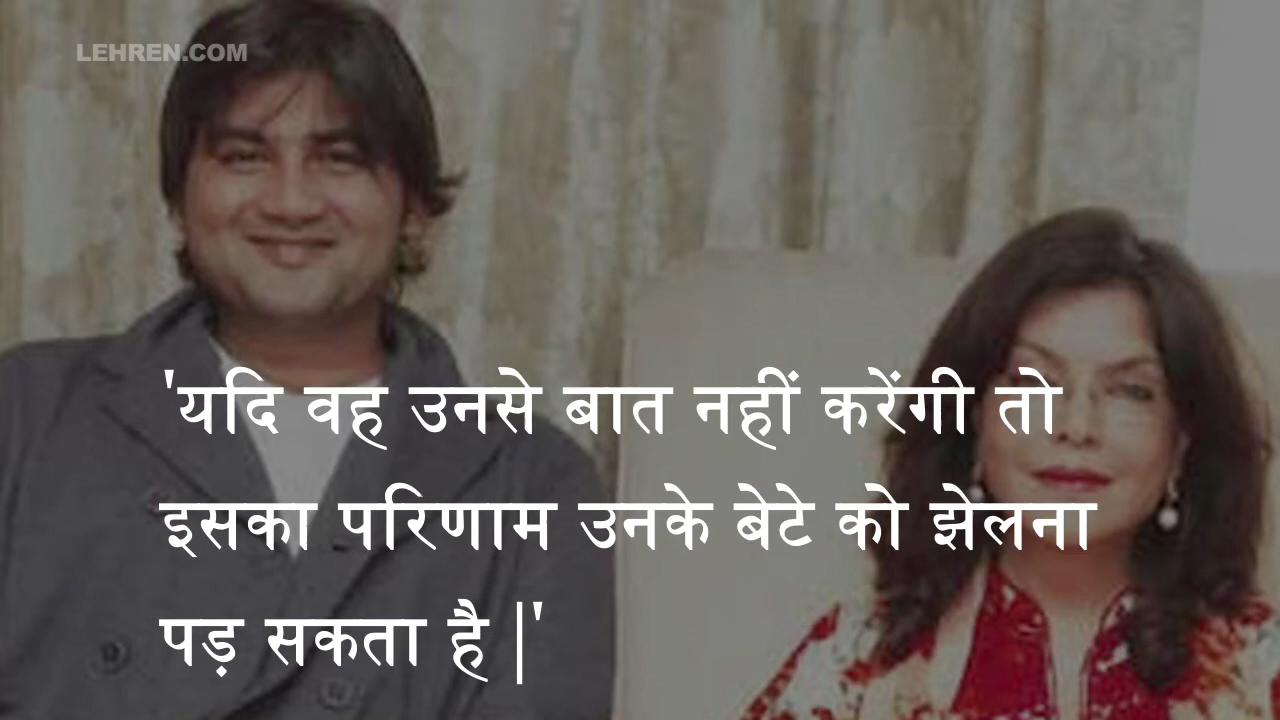 LEHREN.COM
'यदि वह उनसे बात नहीं करेंगी तो
इसका परिणाम उनके बेटे को झेलना
पड़ सकता है |'